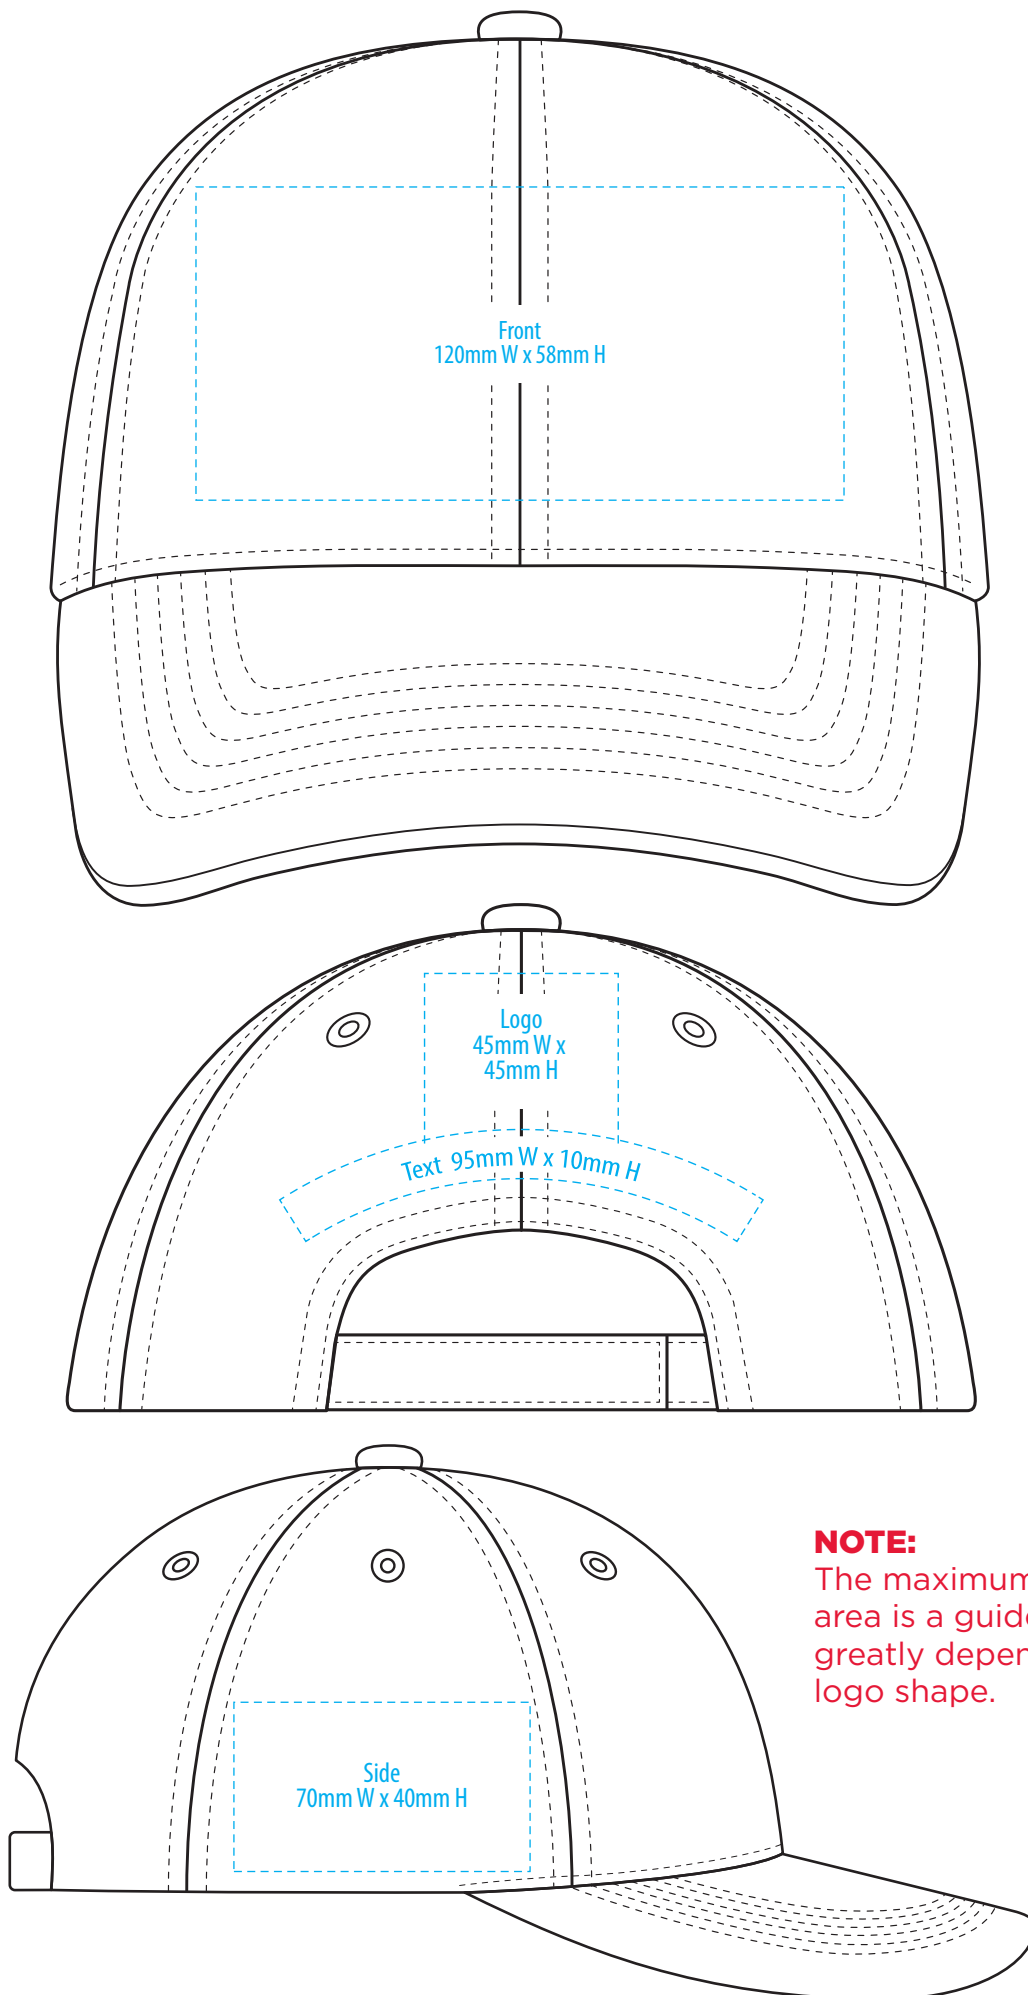 Front
120mm W x 58mm H
Logo
45mm W x
45mm H
Text 95mm W x 10mm H
NOTE:
The maximum
area is a guide
greatly depen
logo shape.
Side
70mm W x 40mm H